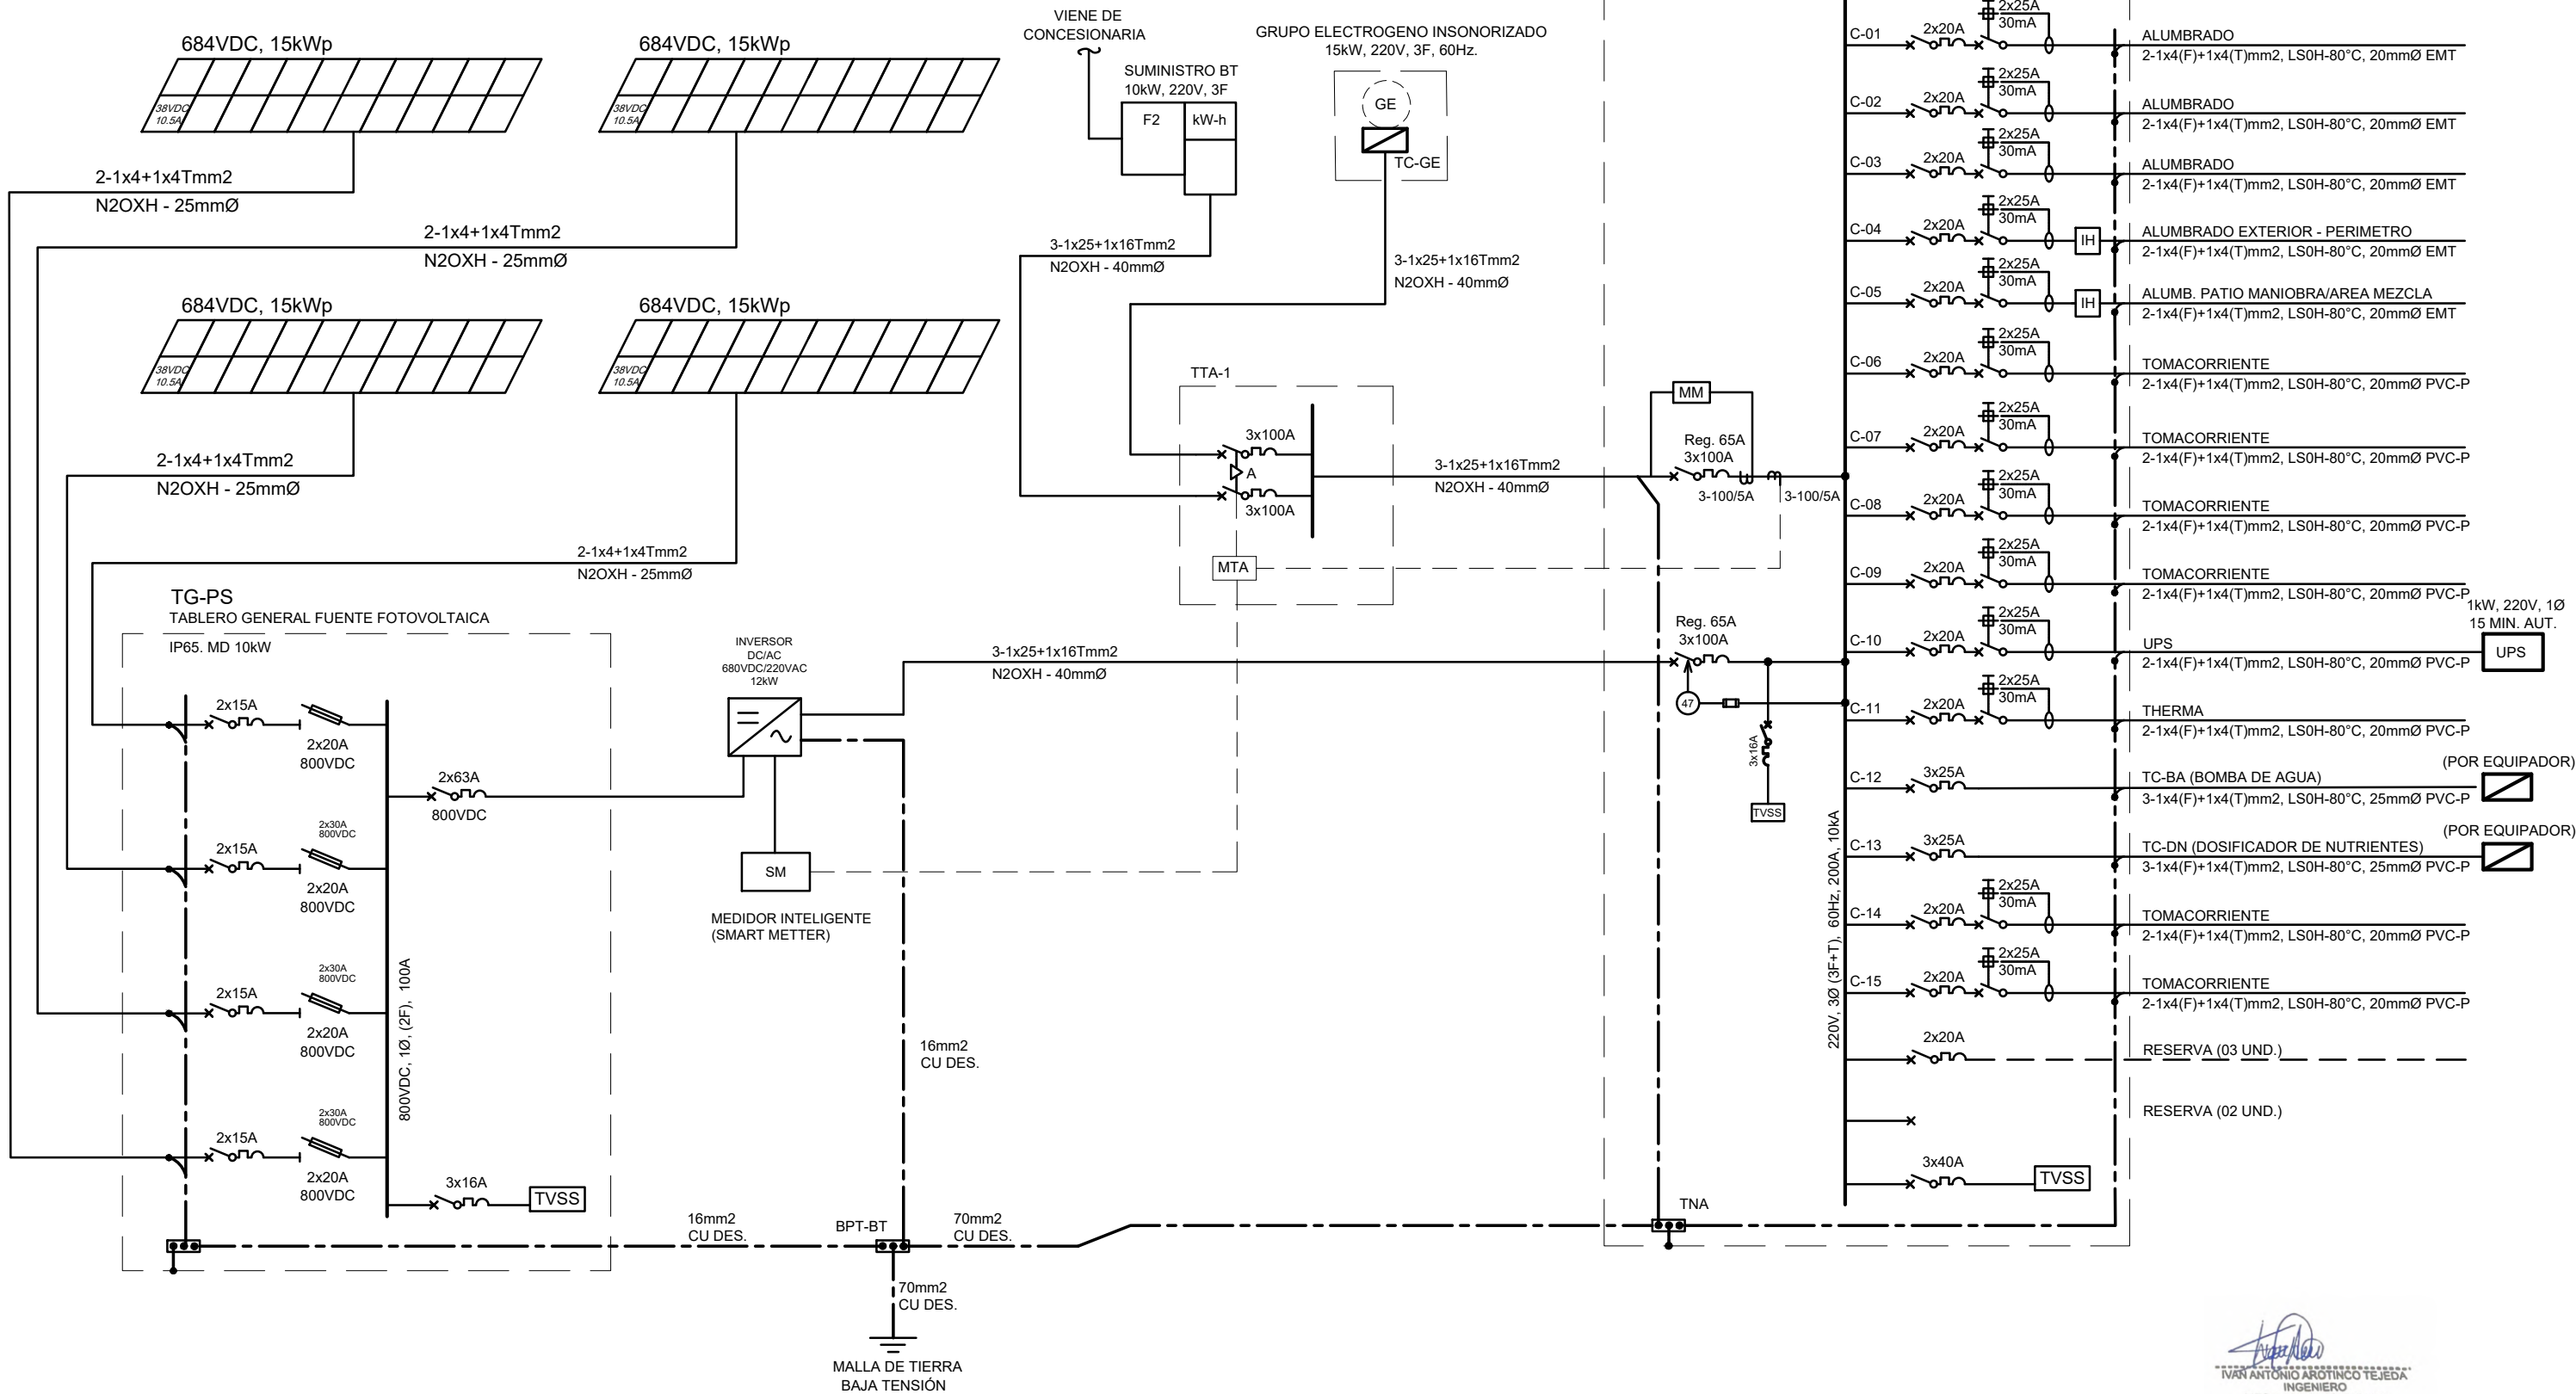 684VDC, 15kWp
38VDC
10.5A
2-1x4+1x4Tmm2
N2OXH - 25mmØ
684VDC, 15kWp
38VDC
10.5A
2-1x4+1x4Tmm2
N2OXH - 25mmØ
684VDC, 15kWp
38VDC
10.5A
2-1x4+1x4Tmm2
N2OXH - 25mmØ
684VDC, 15kWp
38VDC
10.5A
2-1x4+1x4Tmm2
N2OXH - 25mmØ
TG-PS
TABLERO GENERAL FUENTE FOTOVOLTAICA
IP65. MD 10kW
2x15A
2x20A
800VDC
2x15A
2x30A
800VDC
2x20A
800VDC
2x15A
2x30A
800VDC
2x20A
800VDC
2x15A
2x30A
800VDC
2x20A
800VDC
800VDC, 1Ø, (2F), 100A
2x63A
800VDC
3x16A
TVSS
INVERSOR
DC/AC
680VDC/220VAC
12kW
SM
MEDIDOR INTELIGENTE
(SMART METTER)
16mm2
CU DES.
16mm2
CU DES.
BPT-BT
70mm2
CU DES.
70mm2
CU DES.
MALLA DE TIERRA
BAJA TENSIÓN
VIENE DE
CONCESIONARIA
SUMINISTRO BT
10kW, 220V, 3F
F2
kW-h
3-1x25+1x16Tmm2
N2OXH - 40mmØ
GRUPO ELECTROGENO INSONORIZADO
15kW, 220V, 3F, 60Hz.
GE
TC-GE
3-1x25+1x16Tmm2
N2OXH - 40mmØ
TTA-1
3x100A
A
3x100A
MTA
3-1x25+1x16Tmm2
N2OXH - 40mmØ
3-1x25+1x16Tmm2
N2OXH - 40mmØ
MM
Reg. 65A
3x100A
3-100/5A
3-100/5A
Reg. 65A
3x100A
47
3x16A
TVSS
220V, 3Ø (3F+T), 60Hz, 200A, 10kA
TNA
C-01
2x20A
2x25A
30mA
ALUMBRADO
2-1x4(F)+1x4(T)mm2, LS0H-80°C, 20mmØ EMT
C-02
2x20A
2x25A
30mA
ALUMBRADO
2-1x4(F)+1x4(T)mm2, LS0H-80°C, 20mmØ EMT
C-03
2x20A
2x25A
30mA
ALUMBRADO
2-1x4(F)+1x4(T)mm2, LS0H-80°C, 20mmØ EMT
C-04
2x20A
2x25A
30mA
IH
ALUMBRADO EXTERIOR - PERIMETRO
2-1x4(F)+1x4(T)mm2, LS0H-80°C, 20mmØ EMT
C-05
2x20A
2x25A
30mA
IH
ALUMB. PATIO MANIOBRA/AREA MEZCLA
2-1x4(F)+1x4(T)mm2, LS0H-80°C, 20mmØ EMT
C-06
2x20A
2x25A
30mA
TOMACORRIENTE
2-1x4(F)+1x4(T)mm2, LS0H-80°C, 20mmØ PVC-P
C-07
2x20A
2x25A
30mA
TOMACORRIENTE
2-1x4(F)+1x4(T)mm2, LS0H-80°C, 20mmØ PVC-P
C-08
2x20A
2x25A
30mA
TOMACORRIENTE
2-1x4(F)+1x4(T)mm2, LS0H-80°C, 20mmØ PVC-P
C-09
2x20A
2x25A
30mA
TOMACORRIENTE
2-1x4(F)+1x4(T)mm2, LS0H-80°C, 20mmØ PVC-P
C-10
2x20A
2x25A
30mA
UPS
2-1x4(F)+1x4(T)mm2, LS0H-80°C, 20mmØ PVC-P
1kW, 220V, 1Ø
15 MIN. AUT.
UPS
C-11
2x20A
2x25A
30mA
THERMA
2-1x4(F)+1x4(T)mm2, LS0H-80°C, 20mmØ PVC-P
C-12
3x25A
TC-BA (BOMBA DE AGUA)
3-1x4(F)+1x4(T)mm2, LS0H-80°C, 25mmØ PVC-P
(POR EQUIPADOR)
C-13
3x25A
TC-DN (DOSIFICADOR DE NUTRIENTES)
3-1x4(F)+1x4(T)mm2, LS0H-80°C, 25mmØ PVC-P
(POR EQUIPADOR)
C-14
2x20A
2x25A
30mA
TOMACORRIENTE
2-1x4(F)+1x4(T)mm2, LS0H-80°C, 20mmØ PVC-P
C-15
2x20A
2x25A
30mA
TOMACORRIENTE
2-1x4(F)+1x4(T)mm2, LS0H-80°C, 20mmØ PVC-P
2x20A
RESERVA (03 UND.)
RESERVA (02 UND.)
3x40A
TVSS
IVAN ANTONIO AROTINCO TEJEDA
INGENIERO